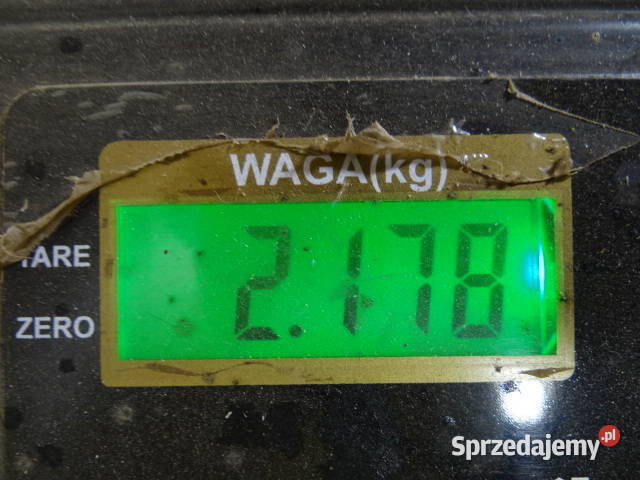 WAGA(kg)
TARE
2.178
ZERO
Sprzedajemy.pl